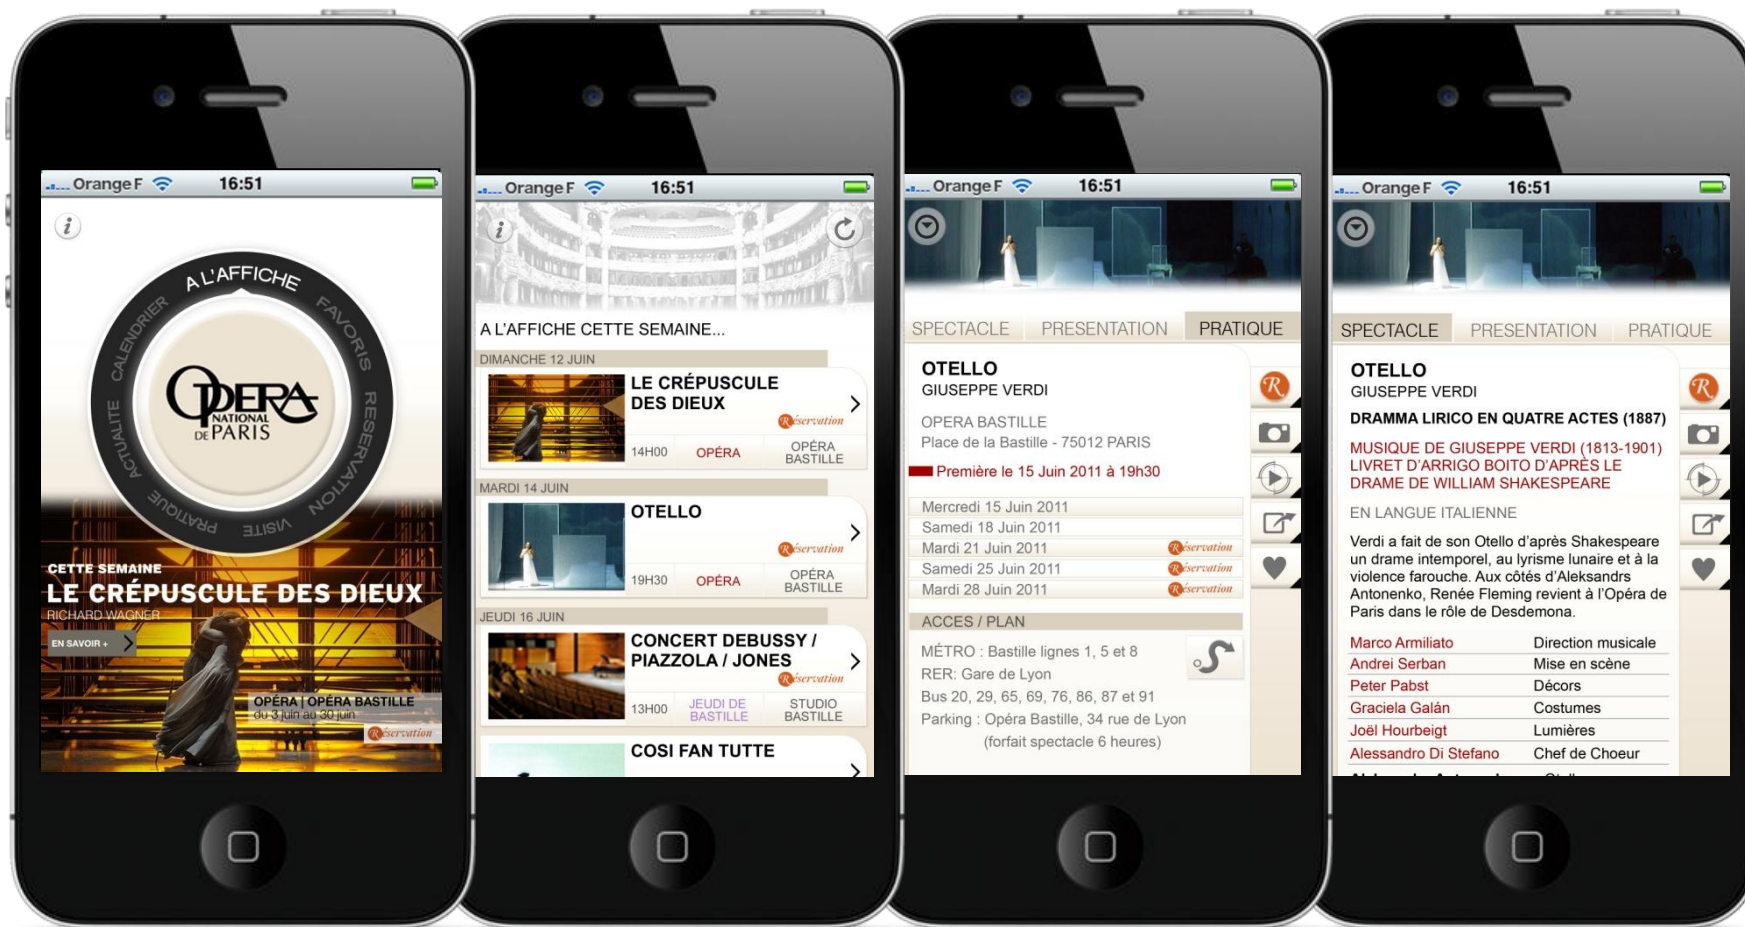 Orange F 16:51
i
A L'AFFICHE
FAVORIS
RESERVATION
VISITE
PRATIQUE
ACTUALITE
CALENDRIER
OPERA
NATIONAL
DE PARIS
CETTE SEMAINE
LE CRÉPUSCULE DES DIEUX
RICHARD WAGNER
EN SAVOIR +
OPÉRA | OPÉRA BASTILLE
du 3 juin au 30 juin
Réservation
Orange F 16:51
i
A L'AFFICHE CETTE SEMAINE...
DIMANCHE 12 JUIN
LE CRÉPUSCULE
DES DIEUX
Réservation
14H00 OPÉRA OPÉRA
BASTILLE
MARDI 14 JUIN
OTELLO
Réservation
19H30 OPÉRA OPÉRA
BASTILLE
JEUDI 16 JUIN
CONCERT DEBUSSY /
PIAZZOLA / JONES
Réservation
13H00 JEUDI DE STUDIO
BASTILLE BASTILLE
COSI FAN TUTTE
Orange F 16:51
SPECTACLE PRESENTATION PRATIQUE
OTELLO
GIUSEPPE VERDI
R
OPERA BASTILLE
Place de la Bastille - 75012 PARIS
Première le 15 Juin 2011 à 19h30
Mercredi 15 Juin 2011
Samedi 18 Juin 2011
Mardi 21 Juin 2011 Réservation
Samedi 25 Juin 2011 Réservation
Mardi 28 Juin 2011 Réservation
ACCES / PLAN
MÉTRO : Bastille lignes 1, 5 et 8
RER: Gare de Lyon
Bus 20, 29, 65, 69, 76, 86, 87 et 91
Parking : Opéra Bastille, 34 rue de Lyon
(forfait spectacle 6 heures)
Orange F 16:51
SPECTACLE PRESENTATION PRATIQUE
OTELLO
GIUSEPPE VERDI
R
DRAMMA LIRICO EN QUATRE ACTES (1887)
MUSIQUE DE GIUSEPPE VERDI (1813-1901)
LIVRET D'ARRIGO BOITO D'APRÈS LE
DRAME DE WILLIAM SHAKESPEARE
EN LANGUE ITALIENNE
Verdi a fait de son Otello d'après Shakespeare
un drame intemporel, au lyrisme lunaire et à la
violence farouche. Aux côtés d'Aleksandrs
Antonenko, Renée Fleming revient à l'Opéra de
Paris dans le rôle de Desdemona.
Marco Armiliato Direction musicale
Andrei Serban Mise en scène
Peter Pabst Décors
Graciela Galán Costumes
Joël Hourbeigt Lumières
Alessandro Di Stefano Chef de Choeur